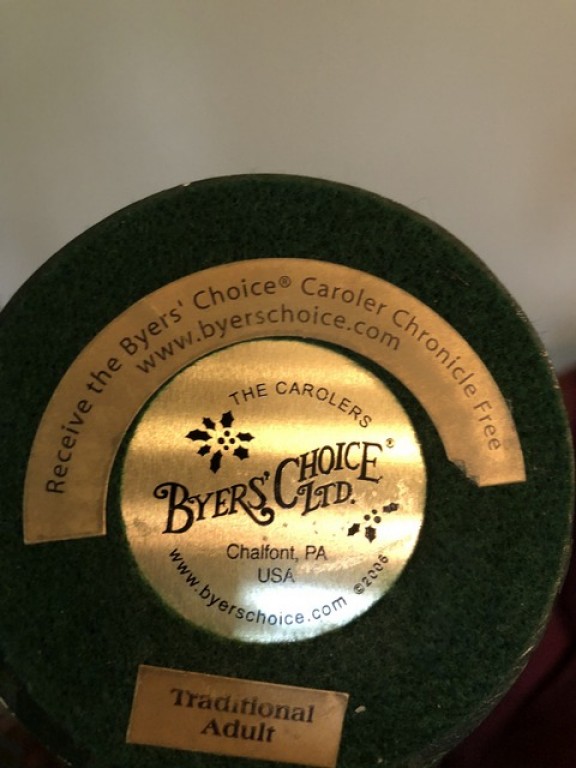 Receive the Byers' Choice® Caroler Chronicle Free
www.byerschoice.com
THE CAROLERS
BYERS' CHOICE®
LTD.
Chalfont, PA
USA
www.byerschoice.com ©2006
Traditional
Adult